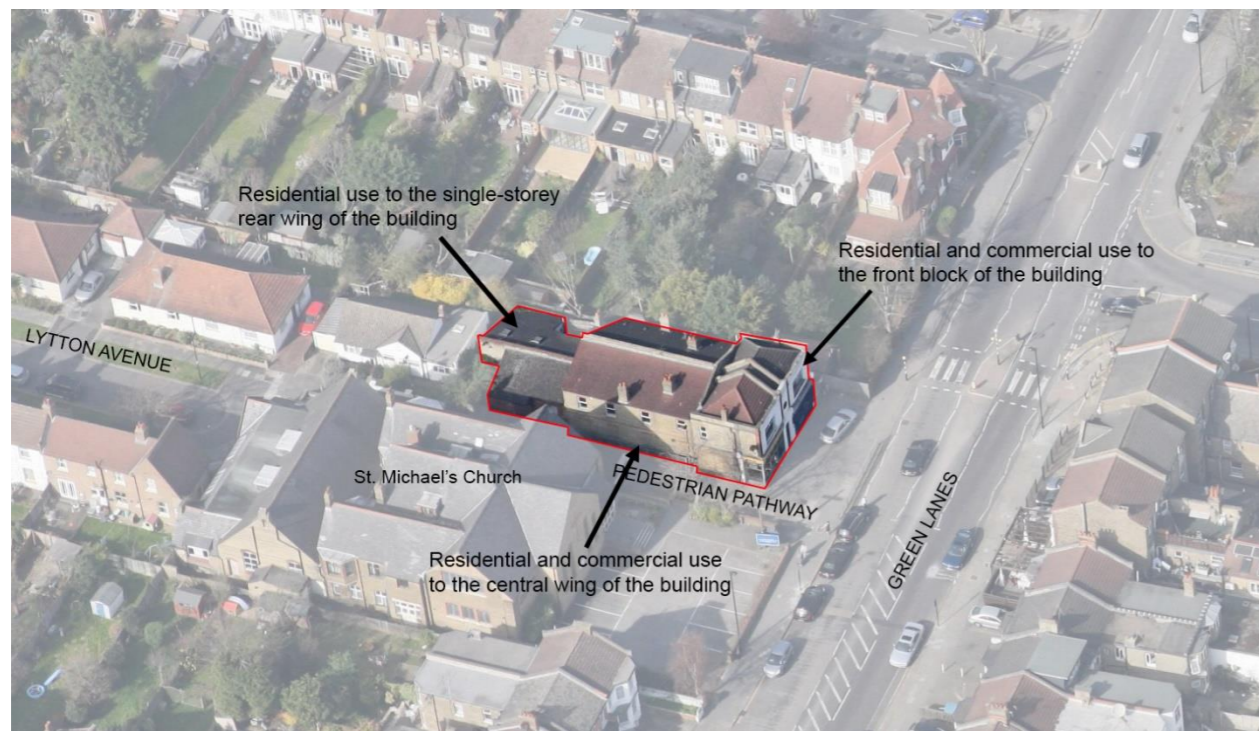 Residential use to the single-storey
rear wing of the building
Residential and commercial use to
the front block of the building
LYTTON AVENUE
St. Michael's Church
PEDESTRIAN PATHWAY
GREEN LANES
Residential and commercial use
to the central wing of the building